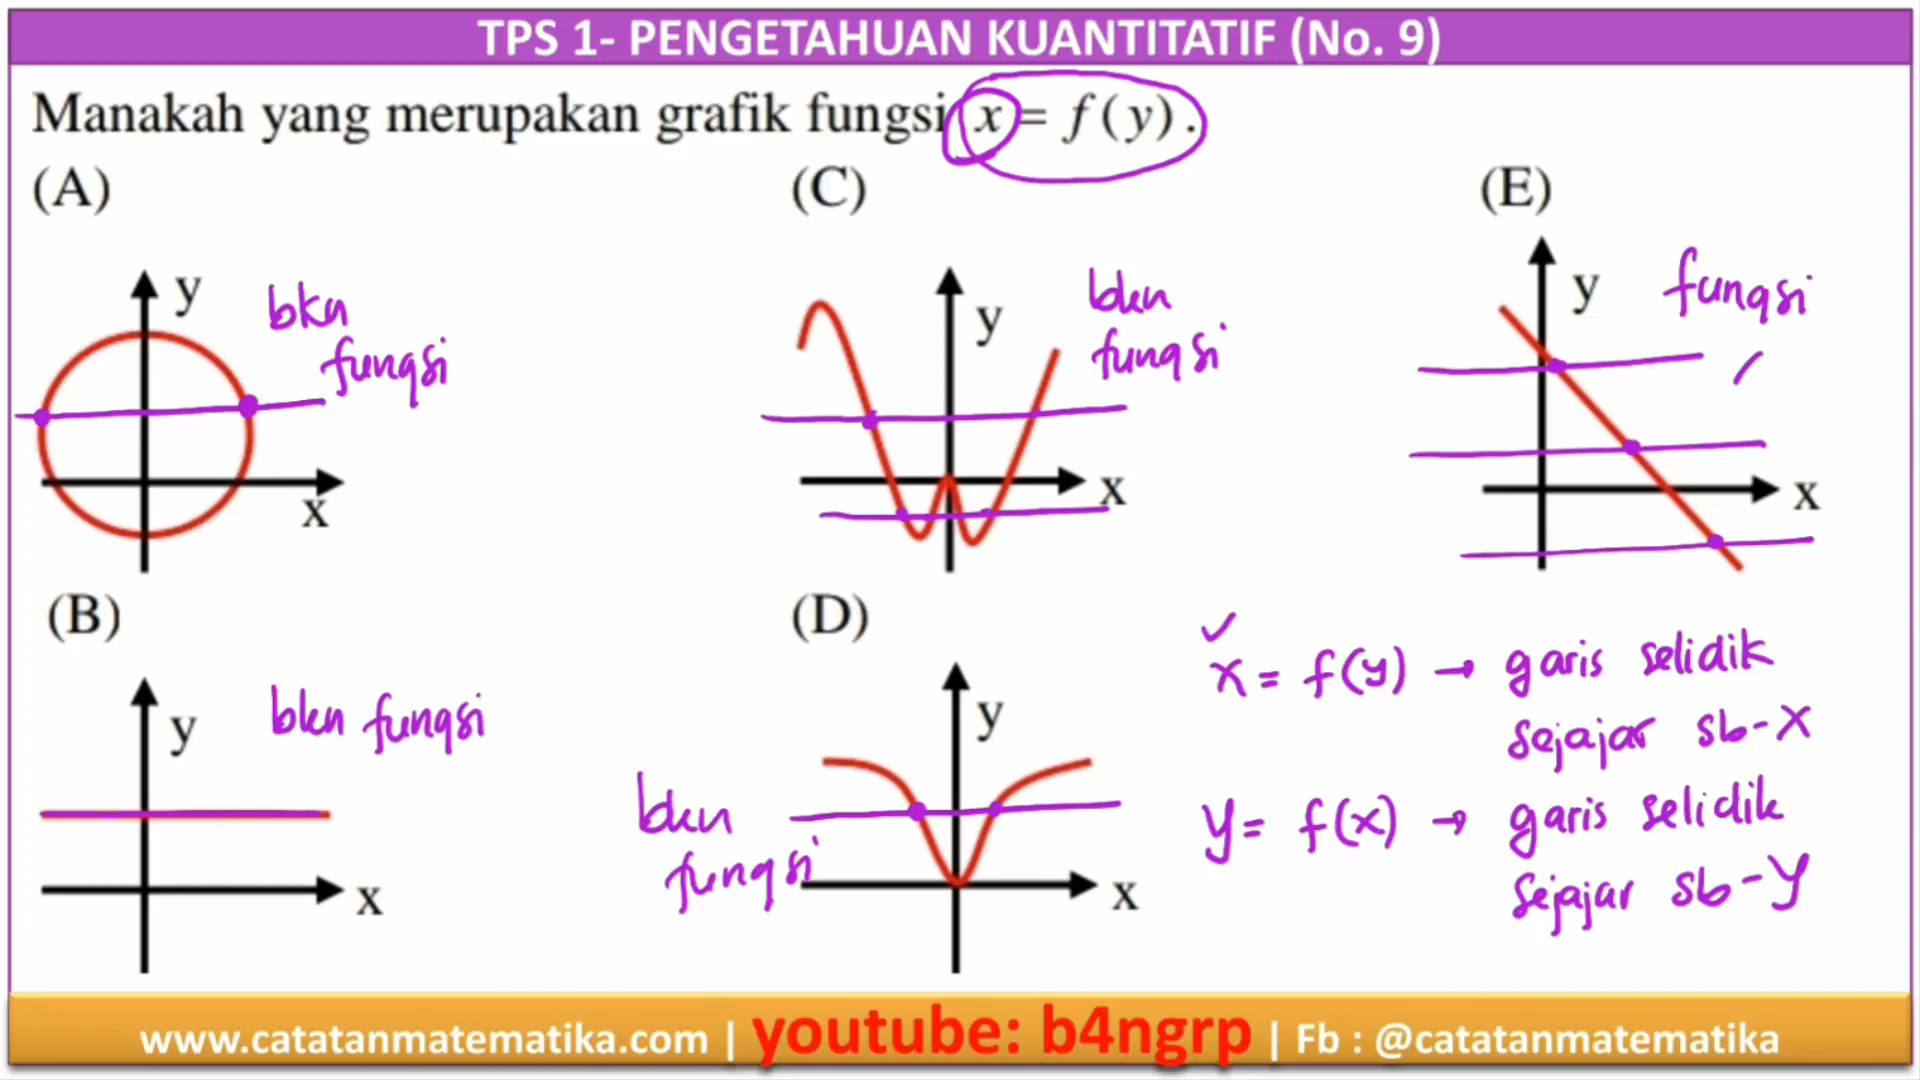 TPS 1- PENGETAHUAN KUANTITATIF (No. 9)
Manakah yang merupakan grafik fungsi x = f(y).
(A)
y
x
bkn
fungsi
(B)
y
x
bkn fungsi
(C)
y
x
bkn
fungsi
(D)
y
x
bkn
fungsi
(E)
y
x
fungsi
x = f(y) → garis selidik
sejajar sb-X
y = f(x) → garis selidik
sejajar sb-Y
www.catatanmatematika.com | youtube: b4ngrp | Fb : @catatanmatematika